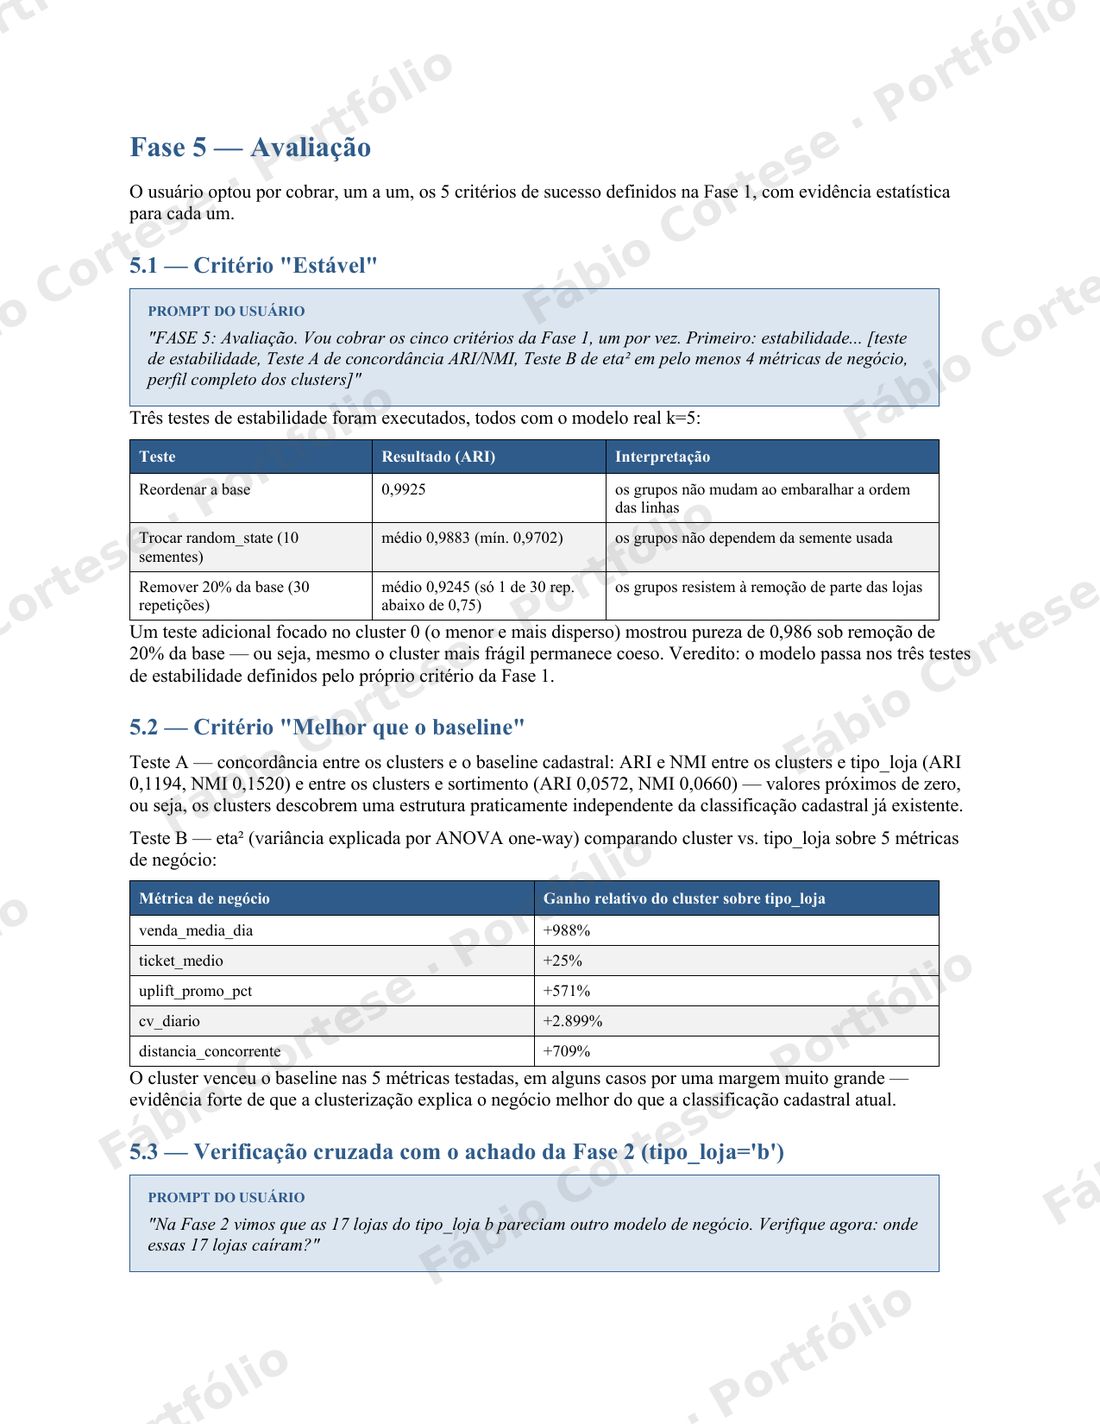 Fase 5 — Avaliação
O usuário optou por cobrar, um a um, os 5 critérios de sucesso definidos na Fase 1, com evidência estatística
para cada um.
5.1 — Critério "Estável"
PROMPT DO USUÁRIO
"FASE 5: Avaliação. Vou cobrar os cinco critérios da Fase 1, um por vez. Primeiro: estabilidade... [teste
de estabilidade, Teste A de concordância ARI/NMI, Teste B de eta² em pelo menos 4 métricas de negócio,
perfil completo dos clusters]"
Três testes de estabilidade foram executados, todos com o modelo real k=5:
Teste Resultado (ARI) Interpretação
Reordenar a base 0,9925 os grupos não mudam ao embaralhar a ordem
das linhas
Trocar random_state (10 médio 0,9883 (mín. 0,9702) os grupos não dependem da semente usada
sementes)
Remover 20% da base (30 médio 0,9245 (só 1 de 30 rep. os grupos resistem à remoção de parte das lojas
repetições) abaixo de 0,75)
Um teste adicional focado no cluster 0 (o menor e mais disperso) mostrou pureza de 0,986 sob remoção de
20% da base — ou seja, mesmo o cluster mais frágil permanece coeso. Veredito: o modelo passa nos três testes
de estabilidade definidos pelo próprio critério da Fase 1.
5.2 — Critério "Melhor que o baseline"
Teste A — concordância entre os clusters e o baseline cadastral: ARI e NMI entre os clusters e tipo_loja (ARI
0,1194, NMI 0,1520) e entre os clusters e sortimento (ARI 0,0572, NMI 0,0660) — valores próximos de zero,
ou seja, os clusters descobrem uma estrutura praticamente independente da classificação cadastral já existente.
Teste B — eta² (variância explicada por ANOVA one-way) comparando cluster vs. tipo_loja sobre 5 métricas
de negócio:
Métrica de negócio Ganho relativo do cluster sobre tipo_loja
venda_media_dia +988%
ticket_medio +25%
uplift_promo_pct +571%
cv_diario +2.899%
distancia_concorrente +709%
O cluster venceu o baseline nas 5 métricas testadas, em alguns casos por uma margem muito grande —
evidência forte de que a clusterização explica o negócio melhor do que a classificação cadastral atual.
5.3 — Verificação cruzada com o achado da Fase 2 (tipo_loja='b')
PROMPT DO USUÁRIO
"Na Fase 2 vimos que as 17 lojas do tipo_loja b pareciam outro modelo de negócio. Verifique agora: onde
essas 17 lojas caíram?"
Fábio Cortese · Portfólio